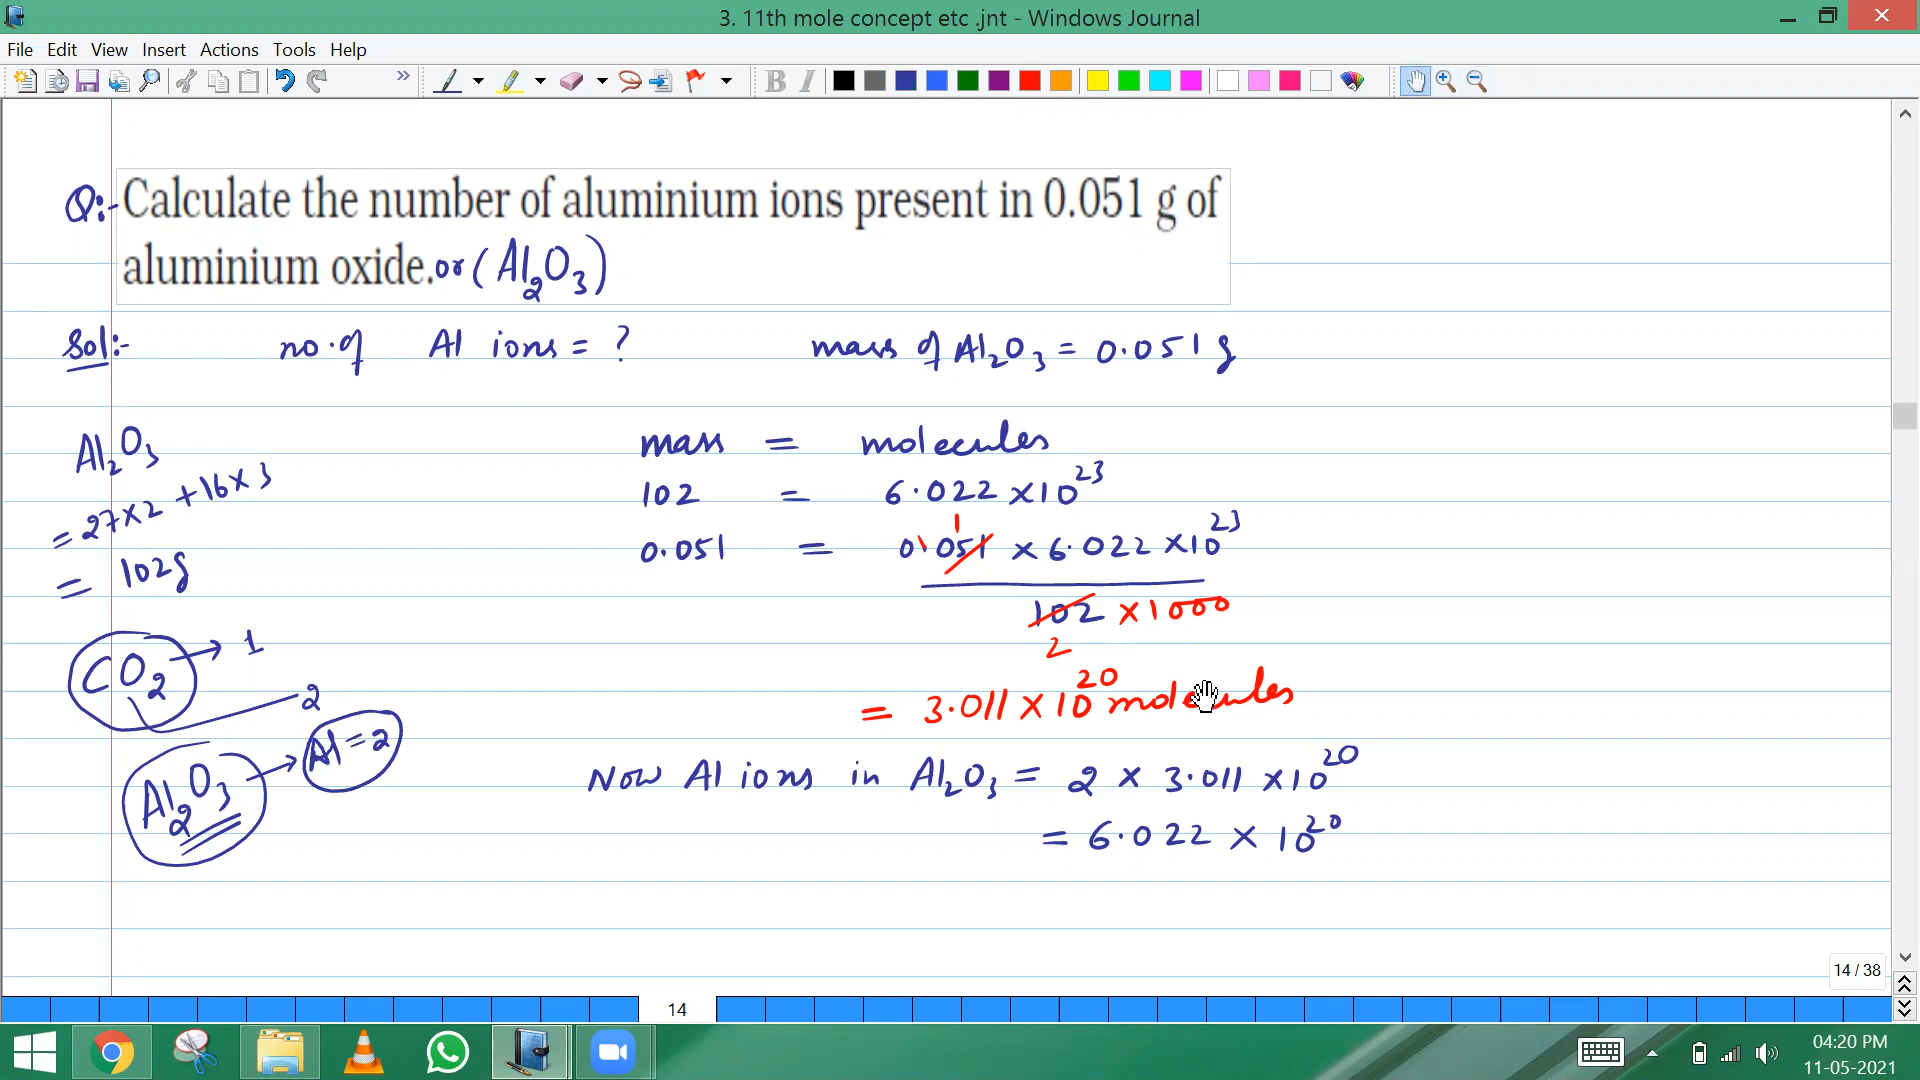 3. 11th mole concept etc .jnt - Windows Journal
File Edit View Insert Actions Tools Help
Q:- Calculate the number of aluminium ions present in 0.051 g of
aluminium oxide. or (Al2O3)
Sol:- no. of Al ions = ? mass of Al2O3 = 0.051 g
Al2O3
= 27×2 + 16×3
= 102g
mass = molecules
102 = 6.022 ×10^23
1
0.051 = 0.051 × 6.022 ×10^23
102 ×1000
2
= 3.011 × 10^20 molecules
CO2 → 1
2
Al2O3 → Al = 2
Now Al ions in Al2O3 = 2 × 3.011 ×10^20
= 6.022 × 10^20
14 / 38
14
04:20 PM
11-05-2021